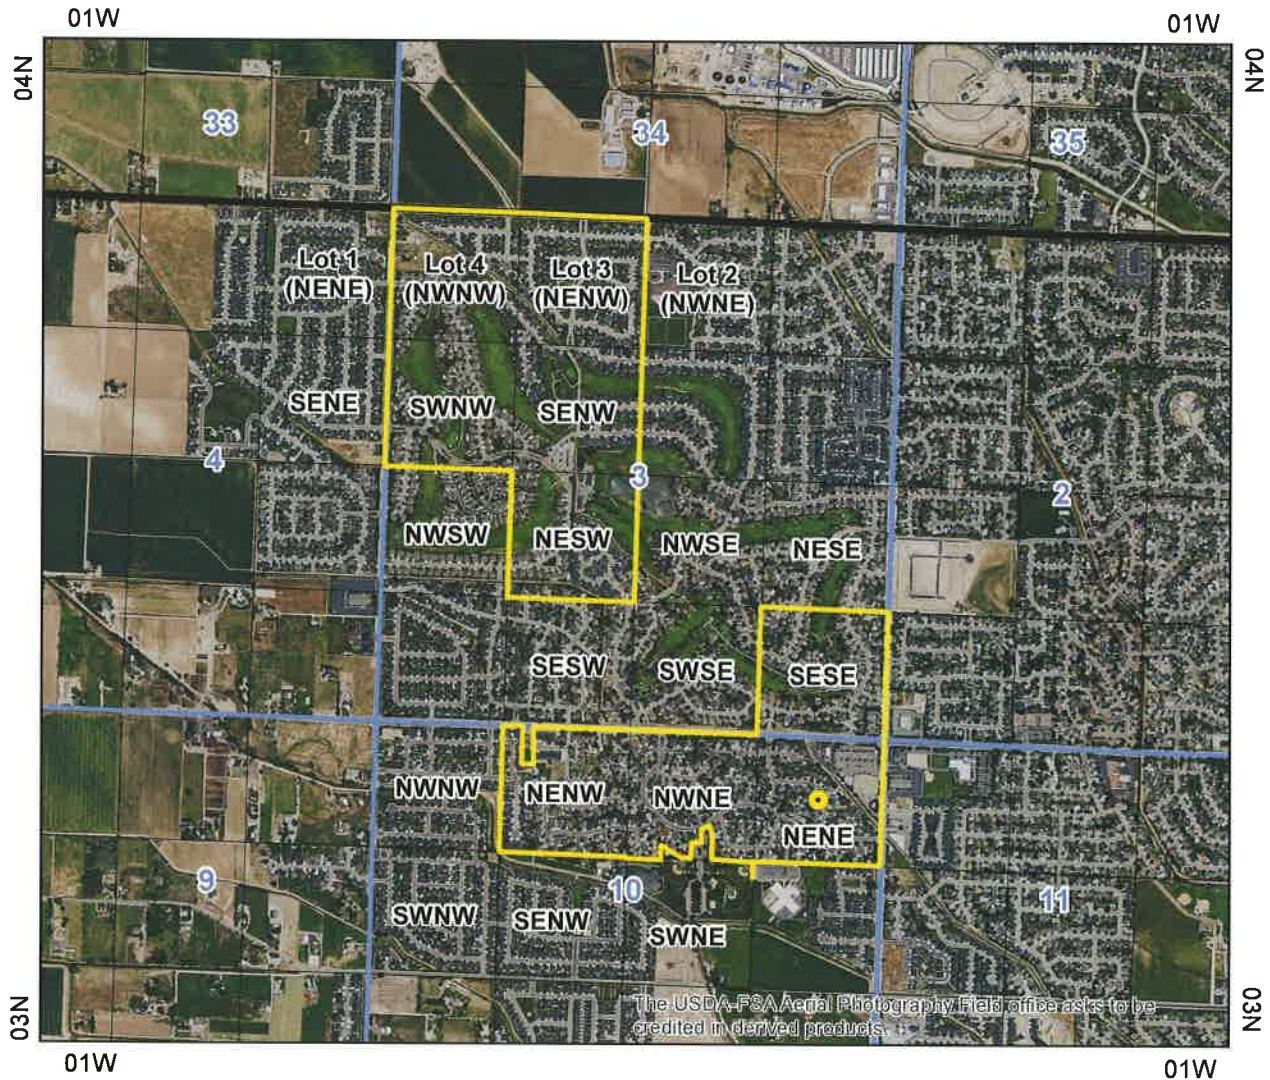 01W
01W
04N
04N
33
34
35
Lot 1
(NENE)
Lot 4
(NWNW)
Lot 3
(NENW)
Lot 2
(NWNE)
SENE
SWNW
SENW
4
3
2
NWSW
NESW
NWSE
NESE
SESW
SWSE
SESE
NWNW
NENW
NWNE
NENE
9
10
11
SWNW
SENW
SWNE
The USDA-FSA Aerial Photography Field office asks to be
credited in derived products.
03N
03N
01W
01W